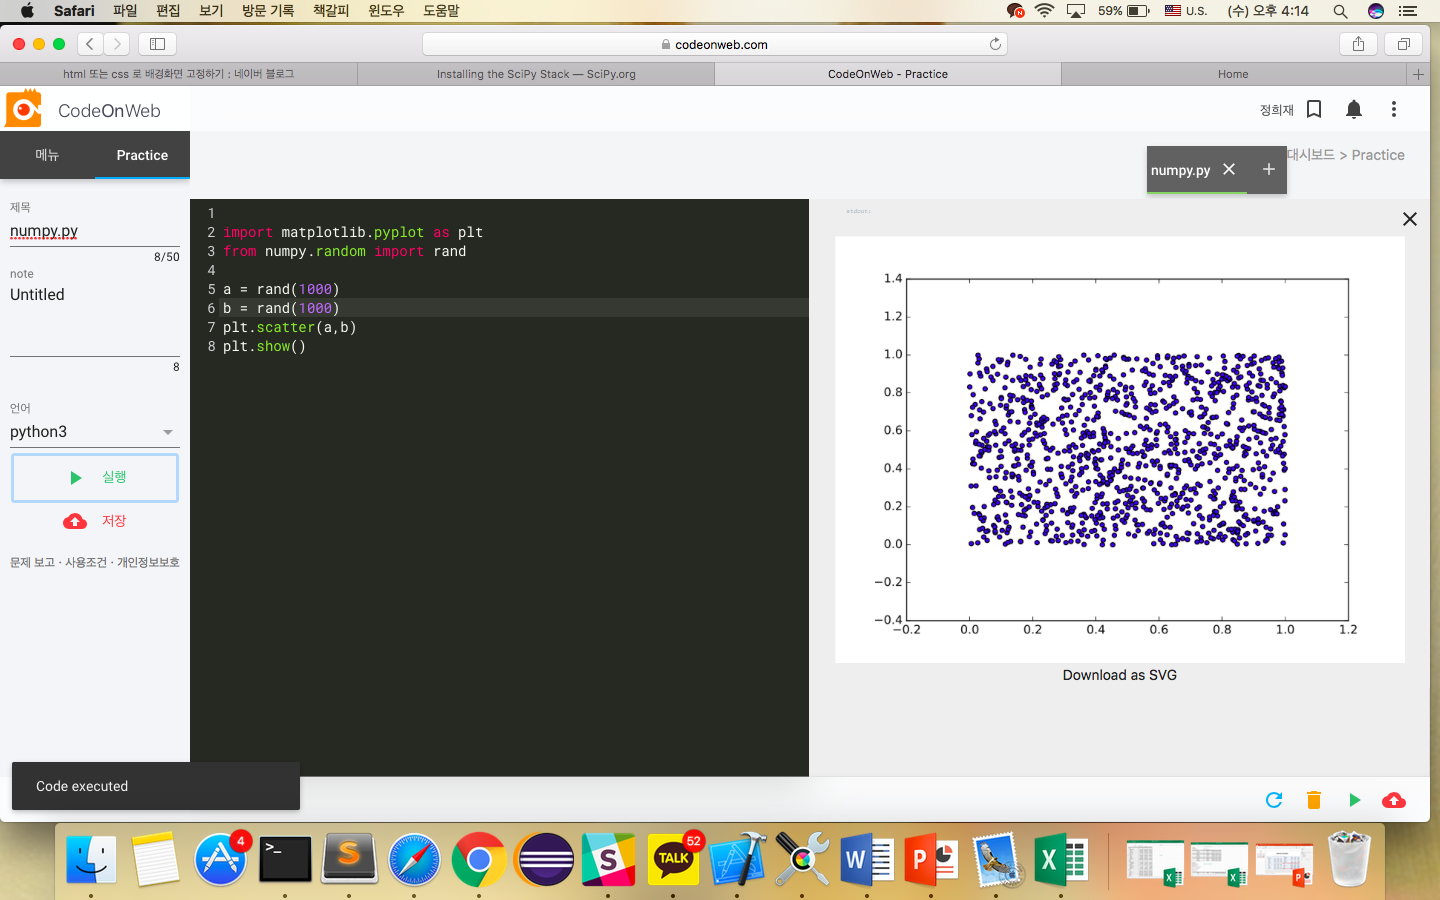 Safari 파일 편집 보기 방문 기록 책갈피 윈도우 도움말 N 59% U.S. (수) 오후 4:14
codeonweb.com
html 또는 css 로 배경화면 고정하기 : 네이버 블로그 Installing the SciPy Stack — SciPy.org CodeOnWeb - Practice Home
CodeOnWeb 정희재
메뉴 Practice
numpy.py 대시보드 > Practice
제목
numpy.py
8/50
note
Untitled
8
언어
python3
실행
저장
문제 보고 · 사용조건 · 개인정보보호
1
2 import matplotlib.pyplot as plt
3 from numpy.random import rand
4
5 a = rand(1000)
6 b = rand(1000)
7 plt.scatter(a,b)
8 plt.show()
stdout:
1.4
1.2
1.0
0.8
0.6
0.4
0.2
0.0
−0.2
−0.4
−0.2 0.0 0.2 0.4 0.6 0.8 1.0 1.2
Download as SVG
Code executed
4
52
>_
S
S
TALK
W
P
X
X
X
P